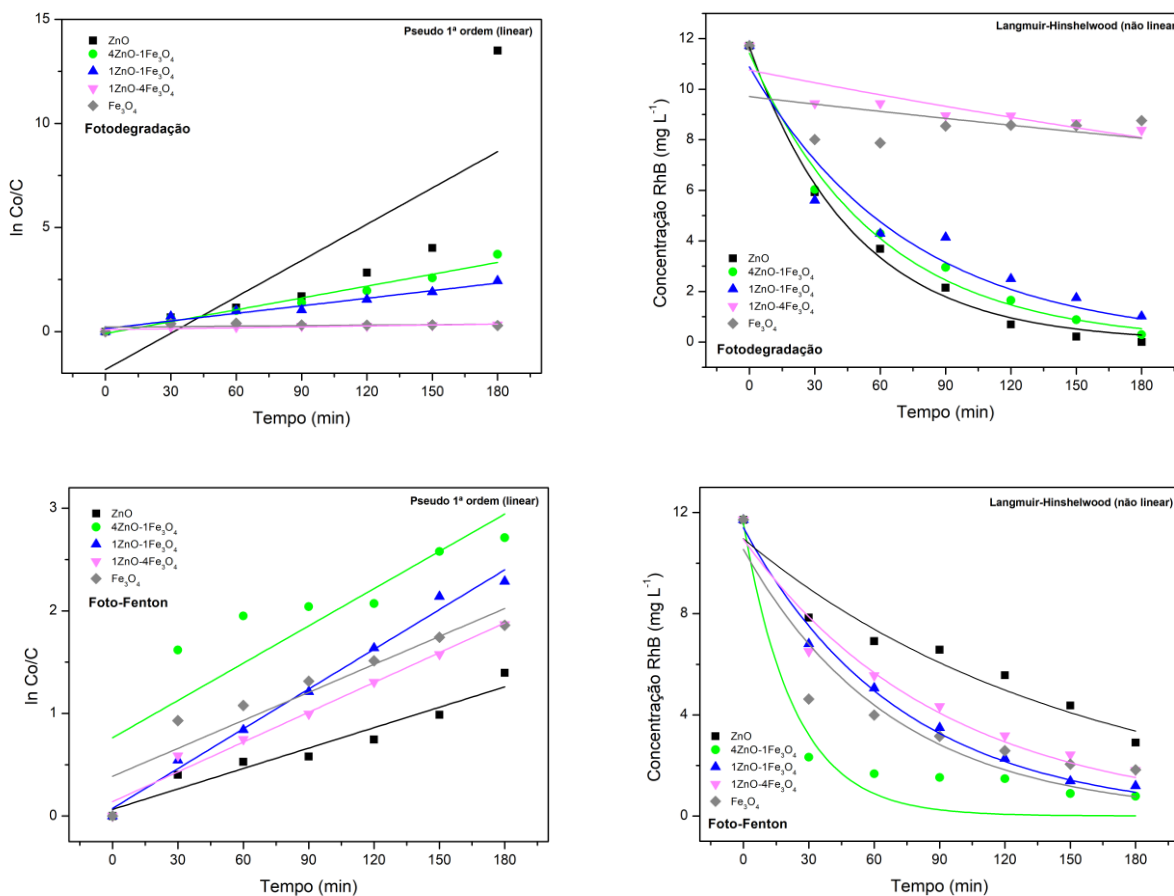 Pseudo 1ª ordem (linear)
ZnO
4ZnO-1Fe₃O₄
1ZnO-1Fe₃O₄
1ZnO-4Fe₃O₄
Fe₃O₄
Fotodegradação
ln Co/C
15
10
5
0
0 30 60 90 120 150 180
Tempo (min)
Langmuir-Hinshelwood (não linear)
Concentração RhB (mg L⁻¹)
12
10
8
6
4
2
0
ZnO
4ZnO-1Fe₃O₄
1ZnO-1Fe₃O₄
1ZnO-4Fe₃O₄
Fe₃O₄
Fotodegradação
0 30 60 90 120 150 180
Tempo (min)
Pseudo 1ª ordem (linear)
ZnO
4ZnO-1Fe₃O₄
1ZnO-1Fe₃O₄
1ZnO-4Fe₃O₄
Fe₃O₄
Foto-Fenton
ln Co/C
3
2
1
0
0 30 60 90 120 150 180
Tempo (min)
Langmuir-Hinshelwood (não linear)
Concentração RhB (mg L⁻¹)
12
8
4
0
ZnO
4ZnO-1Fe₃O₄
1ZnO-1Fe₃O₄
1ZnO-4Fe₃O₄
Fe₃O₄
Foto-Fenton
0 30 60 90 120 150 180
Tempo (min)